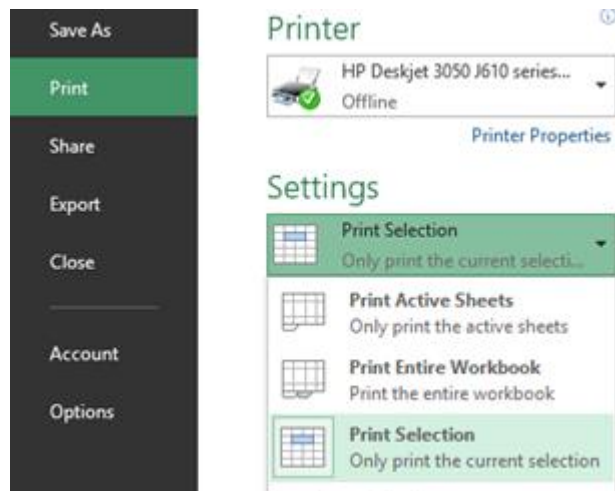 Save As
Print
Share
Export
Close
Account
Options
Printer
HP Deskjet 3050 J610 series...
Offline
Printer Properties
Settings
Print Selection
Only print the current selecti...
Print Active Sheets
Only print the active sheets
Print Entire Workbook
Print the entire workbook
Print Selection
Only print the current selection